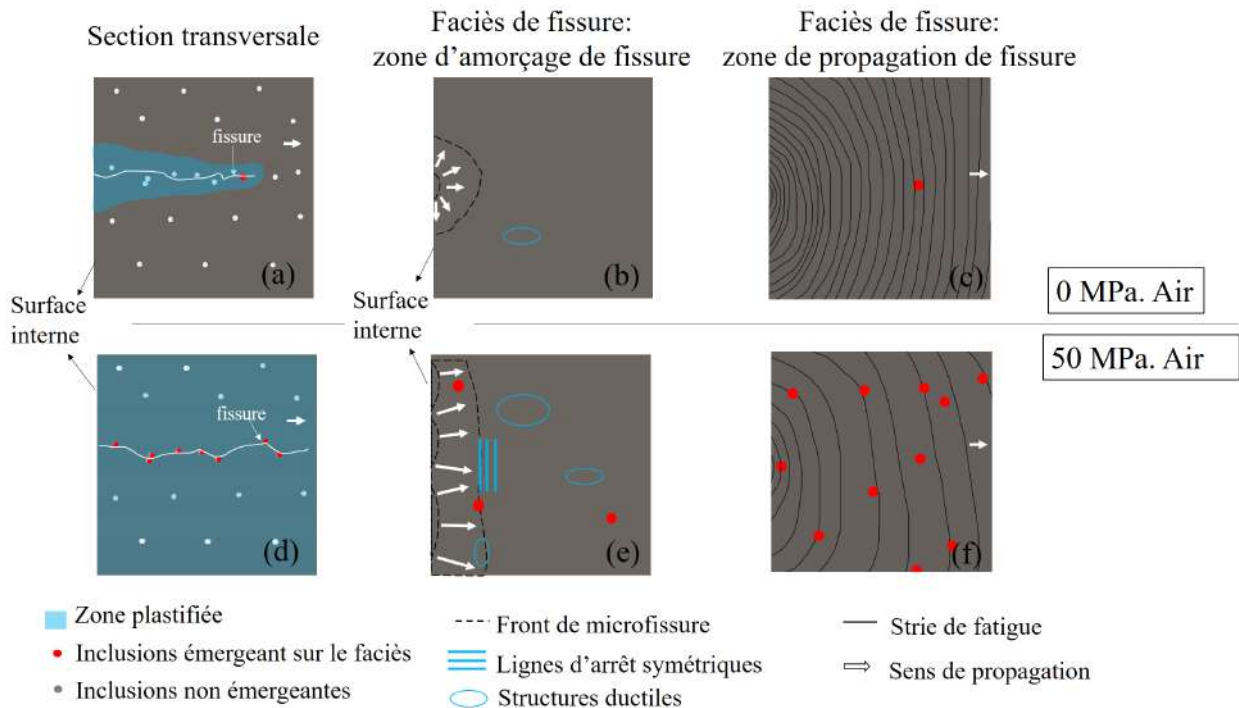 Section transversale
Faciès de fissure:
zone d’amorçage de fissure
Faciès de fissure:
zone de propagation de fissure
fissure
(a)
(b)
(c)
Surface
interne
Surface
interne
0 MPa. Air
50 MPa. Air
fissure
(d)
(e)
(f)
Zone plastifiée
Inclusions émergeant sur le faciès
Inclusions non émergeantes
Front de microfissure
Lignes d’arrêt symétriques
Structures ductiles
Strie de fatigue
Sens de propagation